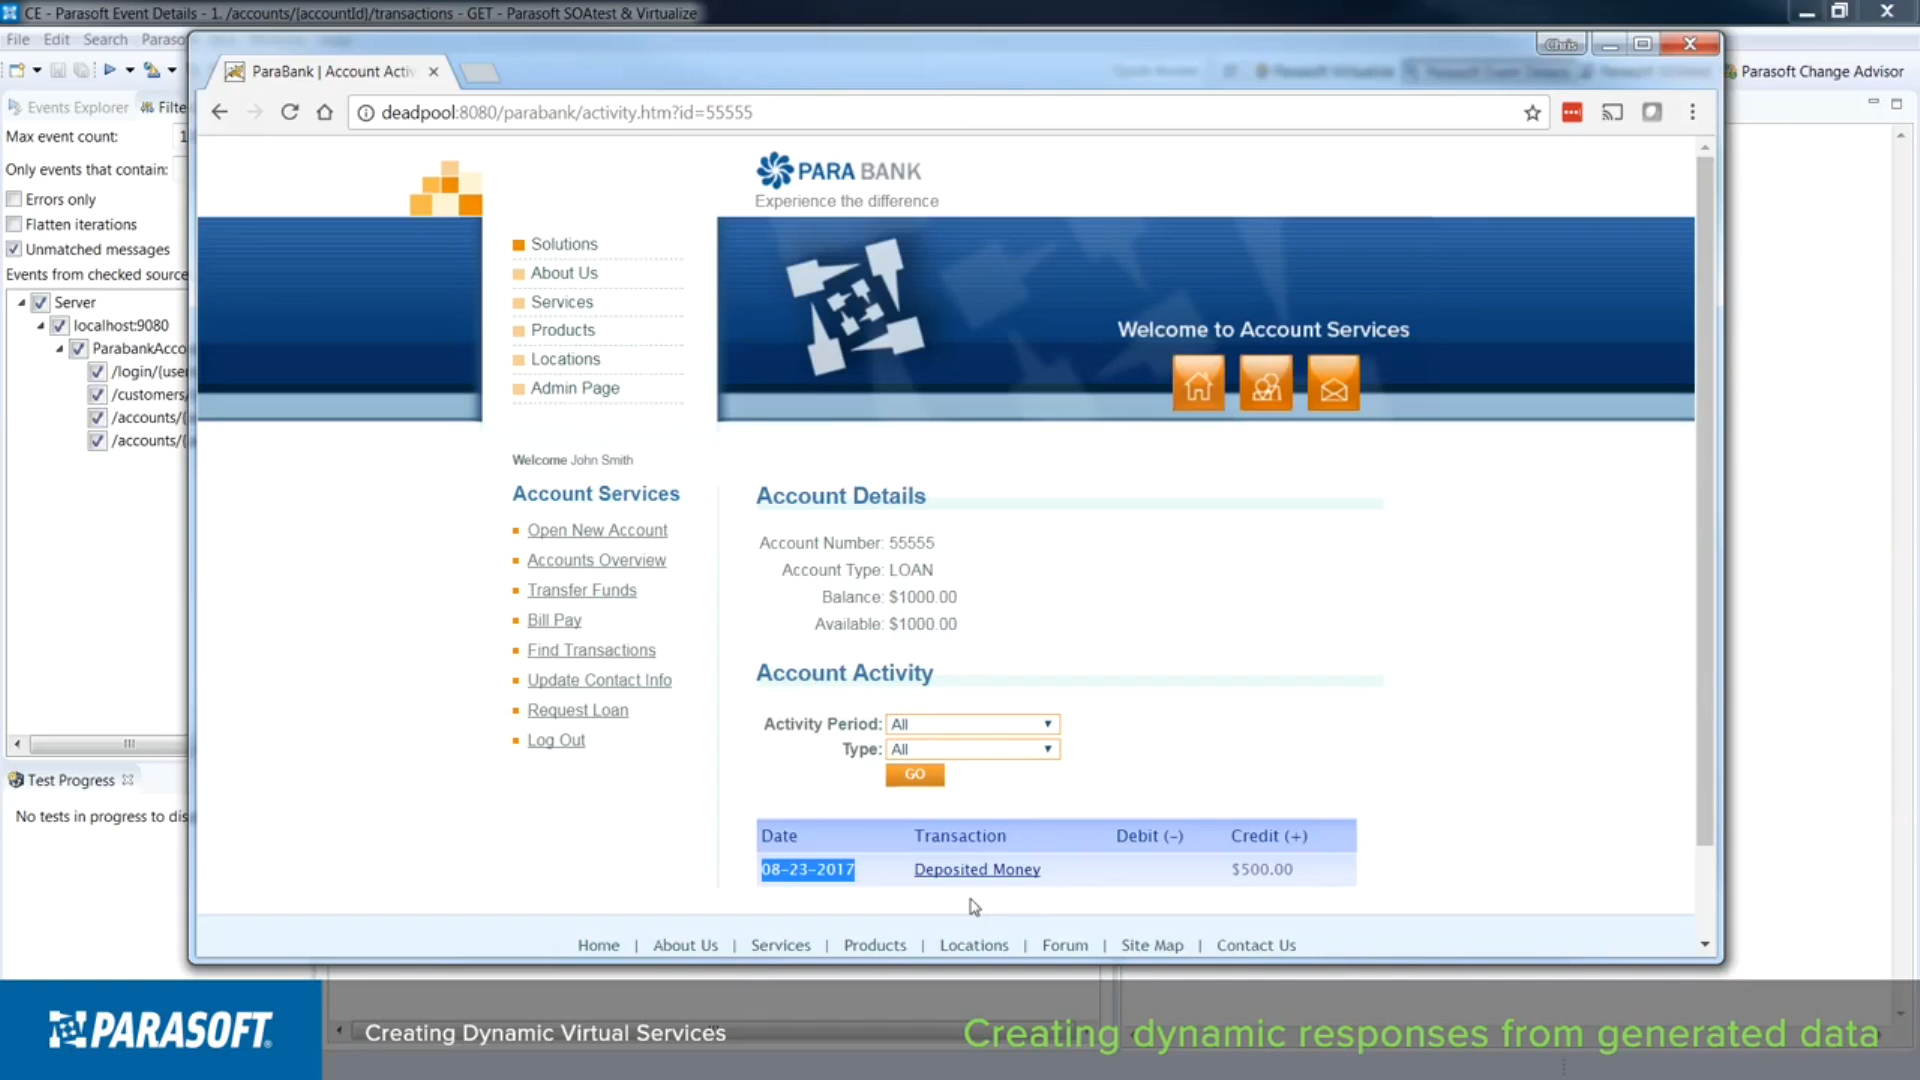 CE - Parasoft Event Details - 1. /accounts/{accountId}/transactions - GET - Parasoft SOAtest & Virtualize
File Edit Search Paraso
Chris
ParaBank | Account Activ
Parasoft Change Advisor
deadpool:8080/parabank/activity.htm?id=55555
Events Explorer Filte
Max event count: 1
Only events that contain:
Errors only
Flatten iterations
Unmatched messages
Events from checked source
Server
localhost:9080
ParabankAcco
/login/{use
/customers/
/accounts/{
/accounts/{
Test Progress
No tests in progress to dis
PARA BANK
Experience the difference
Solutions
About Us
Services
Products
Locations
Admin Page
Welcome to Account Services
Welcome John Smith
Account Services
Open New Account
Accounts Overview
Transfer Funds
Bill Pay
Find Transactions
Update Contact Info
Request Loan
Log Out
Account Details
Account Number: 55555
Account Type: LOAN
Balance: $1000.00
Available: $1000.00
Account Activity
Activity Period: All
Type: All
GO
Date Transaction Debit (-) Credit (+)
08-23-2017 Deposited Money $500.00
Home | About Us | Services | Products | Locations | Forum | Site Map | Contact Us
PARASOFT
Creating Dynamic Virtual Services
Creating dynamic responses from generated data